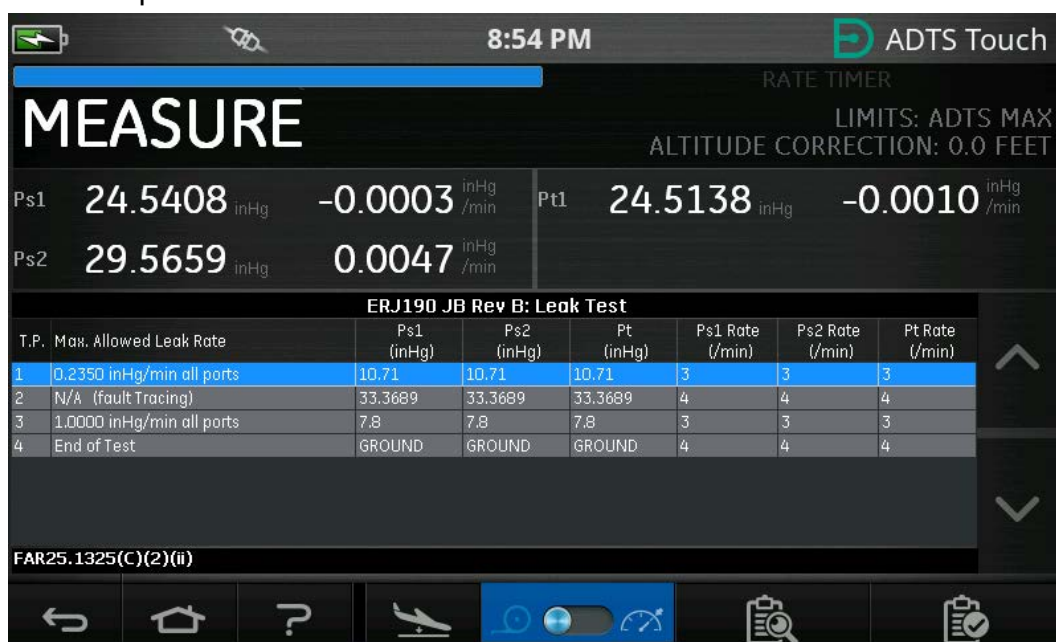 8:54 PM
ADTS Touch
RATE TIMER
MEASURE
LIMITS: ADTS MAX
ALTITUDE CORRECTION: 0.0 FEET
Ps1 24.5408 inHg -0.0003 inHg/min Pt1 24.5138 inHg -0.0010 inHg/min
Ps2 29.5659 inHg 0.0047 inHg/min
ERJ190 JB Rev B: Leak Test
T.P. Max. Allowed Leak Rate Ps1 (inHg) Ps2 (inHg) Pt (inHg) Ps1 Rate (/min) Ps2 Rate (/min) Pt Rate (/min)
1 0.2350 inHg/min all ports 10.71 10.71 10.71 3 3 3
2 N/A (fault Tracing) 33.3689 33.3689 33.3689 4 4 4
3 1.0000 inHg/min all ports 7.8 7.8 7.8 3 3 3
4 End of Test GROUND GROUND GROUND 4 4 4
FAR25.1325(C)(2)(ii)